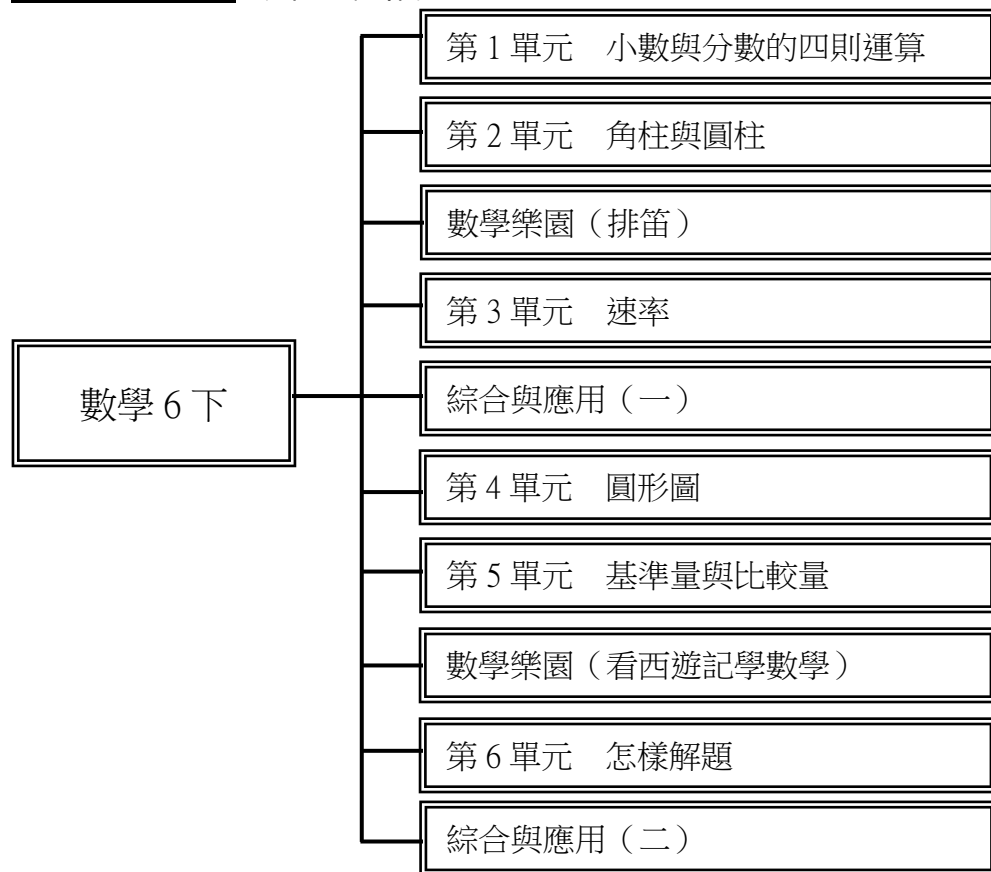 第 1 單元 小數與分數的四則運算
第 2 單元 角柱與圓柱
數學樂園（排笛）
第 3 單元 速率
數學 6 下
綜合與應用（一）
第 4 單元 圓形圖
第 5 單元 基準量與比較量
數學樂園（看西遊記學數學）
第 6 單元 怎樣解題
綜合與應用（二）